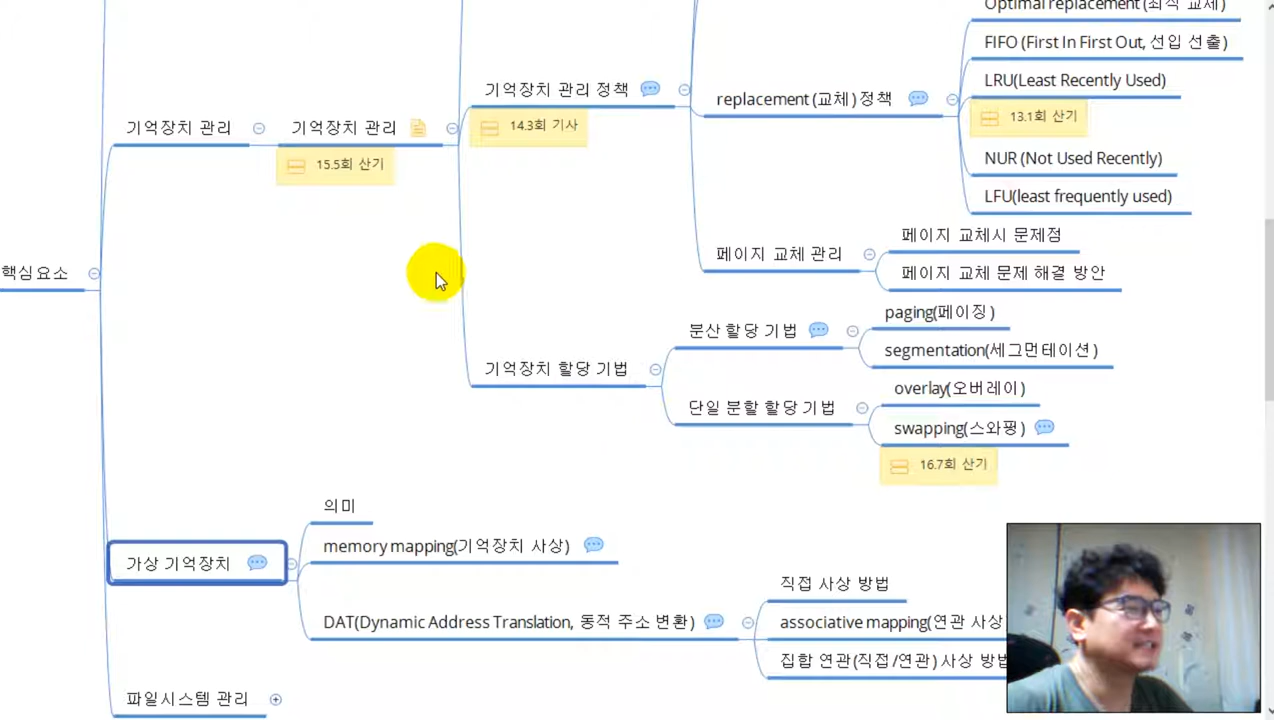 Optimal replacement (최적 교체)
FIFO (First In First Out, 선입 선출)
LRU(Least Recently Used)
13.1회 산기
NUR (Not Used Recently)
LFU(least frequently used)
replacement (교체) 정책
기억장치 관리 정책
14.3회 기사
기억장치 관리
기억장치 관리
15.5회 산기
페이지 교체 관리
페이지 교체시 문제점
페이지 교체 문제 해결 방안
핵심요소
기억장치 할당 기법
분산 할당 기법
paging(페이징)
segmentation(세그먼테이션)
단일 분할 할당 기법
overlay(오버레이)
swapping(스와핑)
16.7회 산기
가상 기억장치
의미
memory mapping(기억장치 사상)
DAT(Dynamic Address Translation, 동적 주소 변환)
직접 사상 방법
associative mapping(연관 사상
집합 연관(직접/연관) 사상 방법
파일시스템 관리